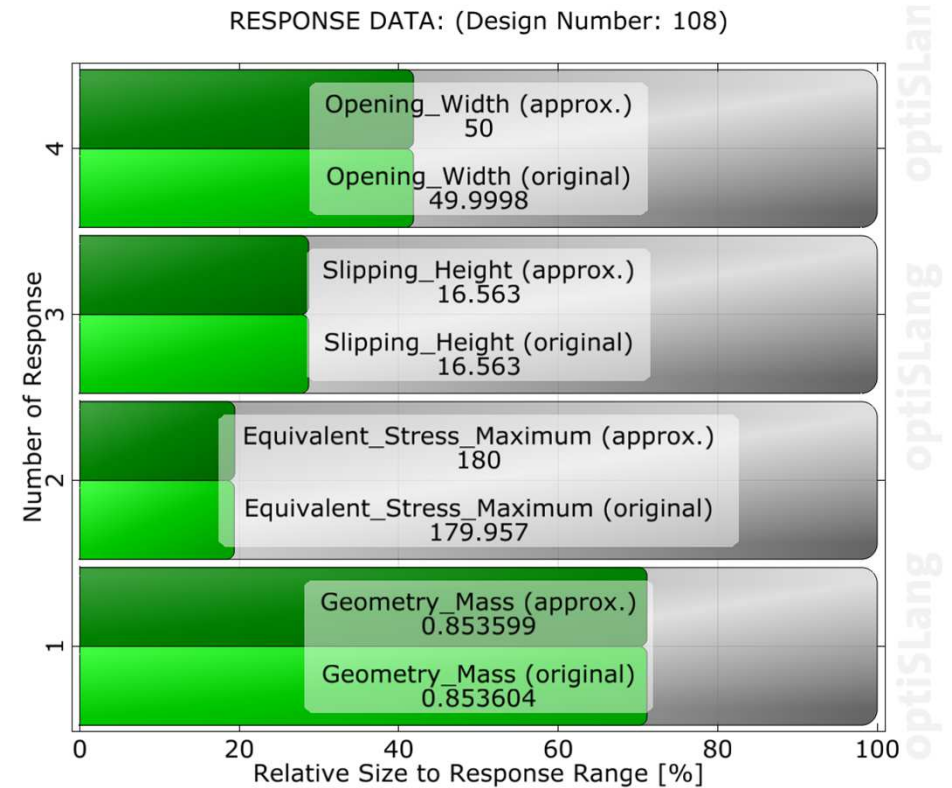 RESPONSE DATA: (Design Number: 108)
Opening_Width (approx.)
50
Opening_Width (original)
49.9998
Slipping_Height (approx.)
16.563
Slipping_Height (original)
16.563
Equivalent_Stress_Maximum (approx.)
180
Equivalent_Stress_Maximum (original)
179.957
Geometry_Mass (approx.)
0.853599
Geometry_Mass (original)
0.853604
4
3
2
1
Number of Response
0 20 40 60 80 100
Relative Size to Response Range [%]
optiSLan
optiSLang
optiSLang